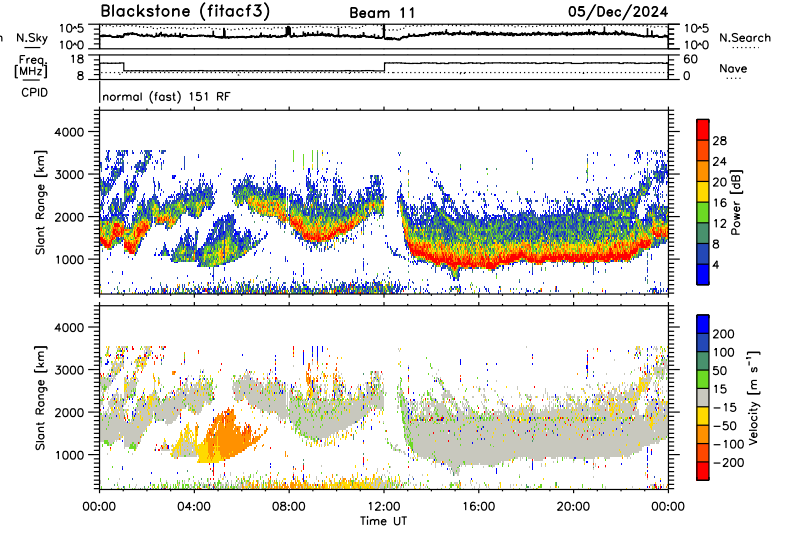 Blackstone (fitacf3) Beam 11 05/Dec/2024
n N.Sky 10^5 10^5 N.Search
10^0 10^0
Freq. 18 60
[MHz] 8 0 Nave
CPID normal (fast) 151 RF
4000
3000
2000
1000
Slant Range [km]
28
24
20
16
12
8
4
Power [dB]
4000
3000
2000
1000
Slant Range [km]
200
100
50
15
-15
-50
-100
-200
Velocity [m s⁻¹]
00:00 04:00 08:00 12:00 16:00 20:00 00:00
Time UT